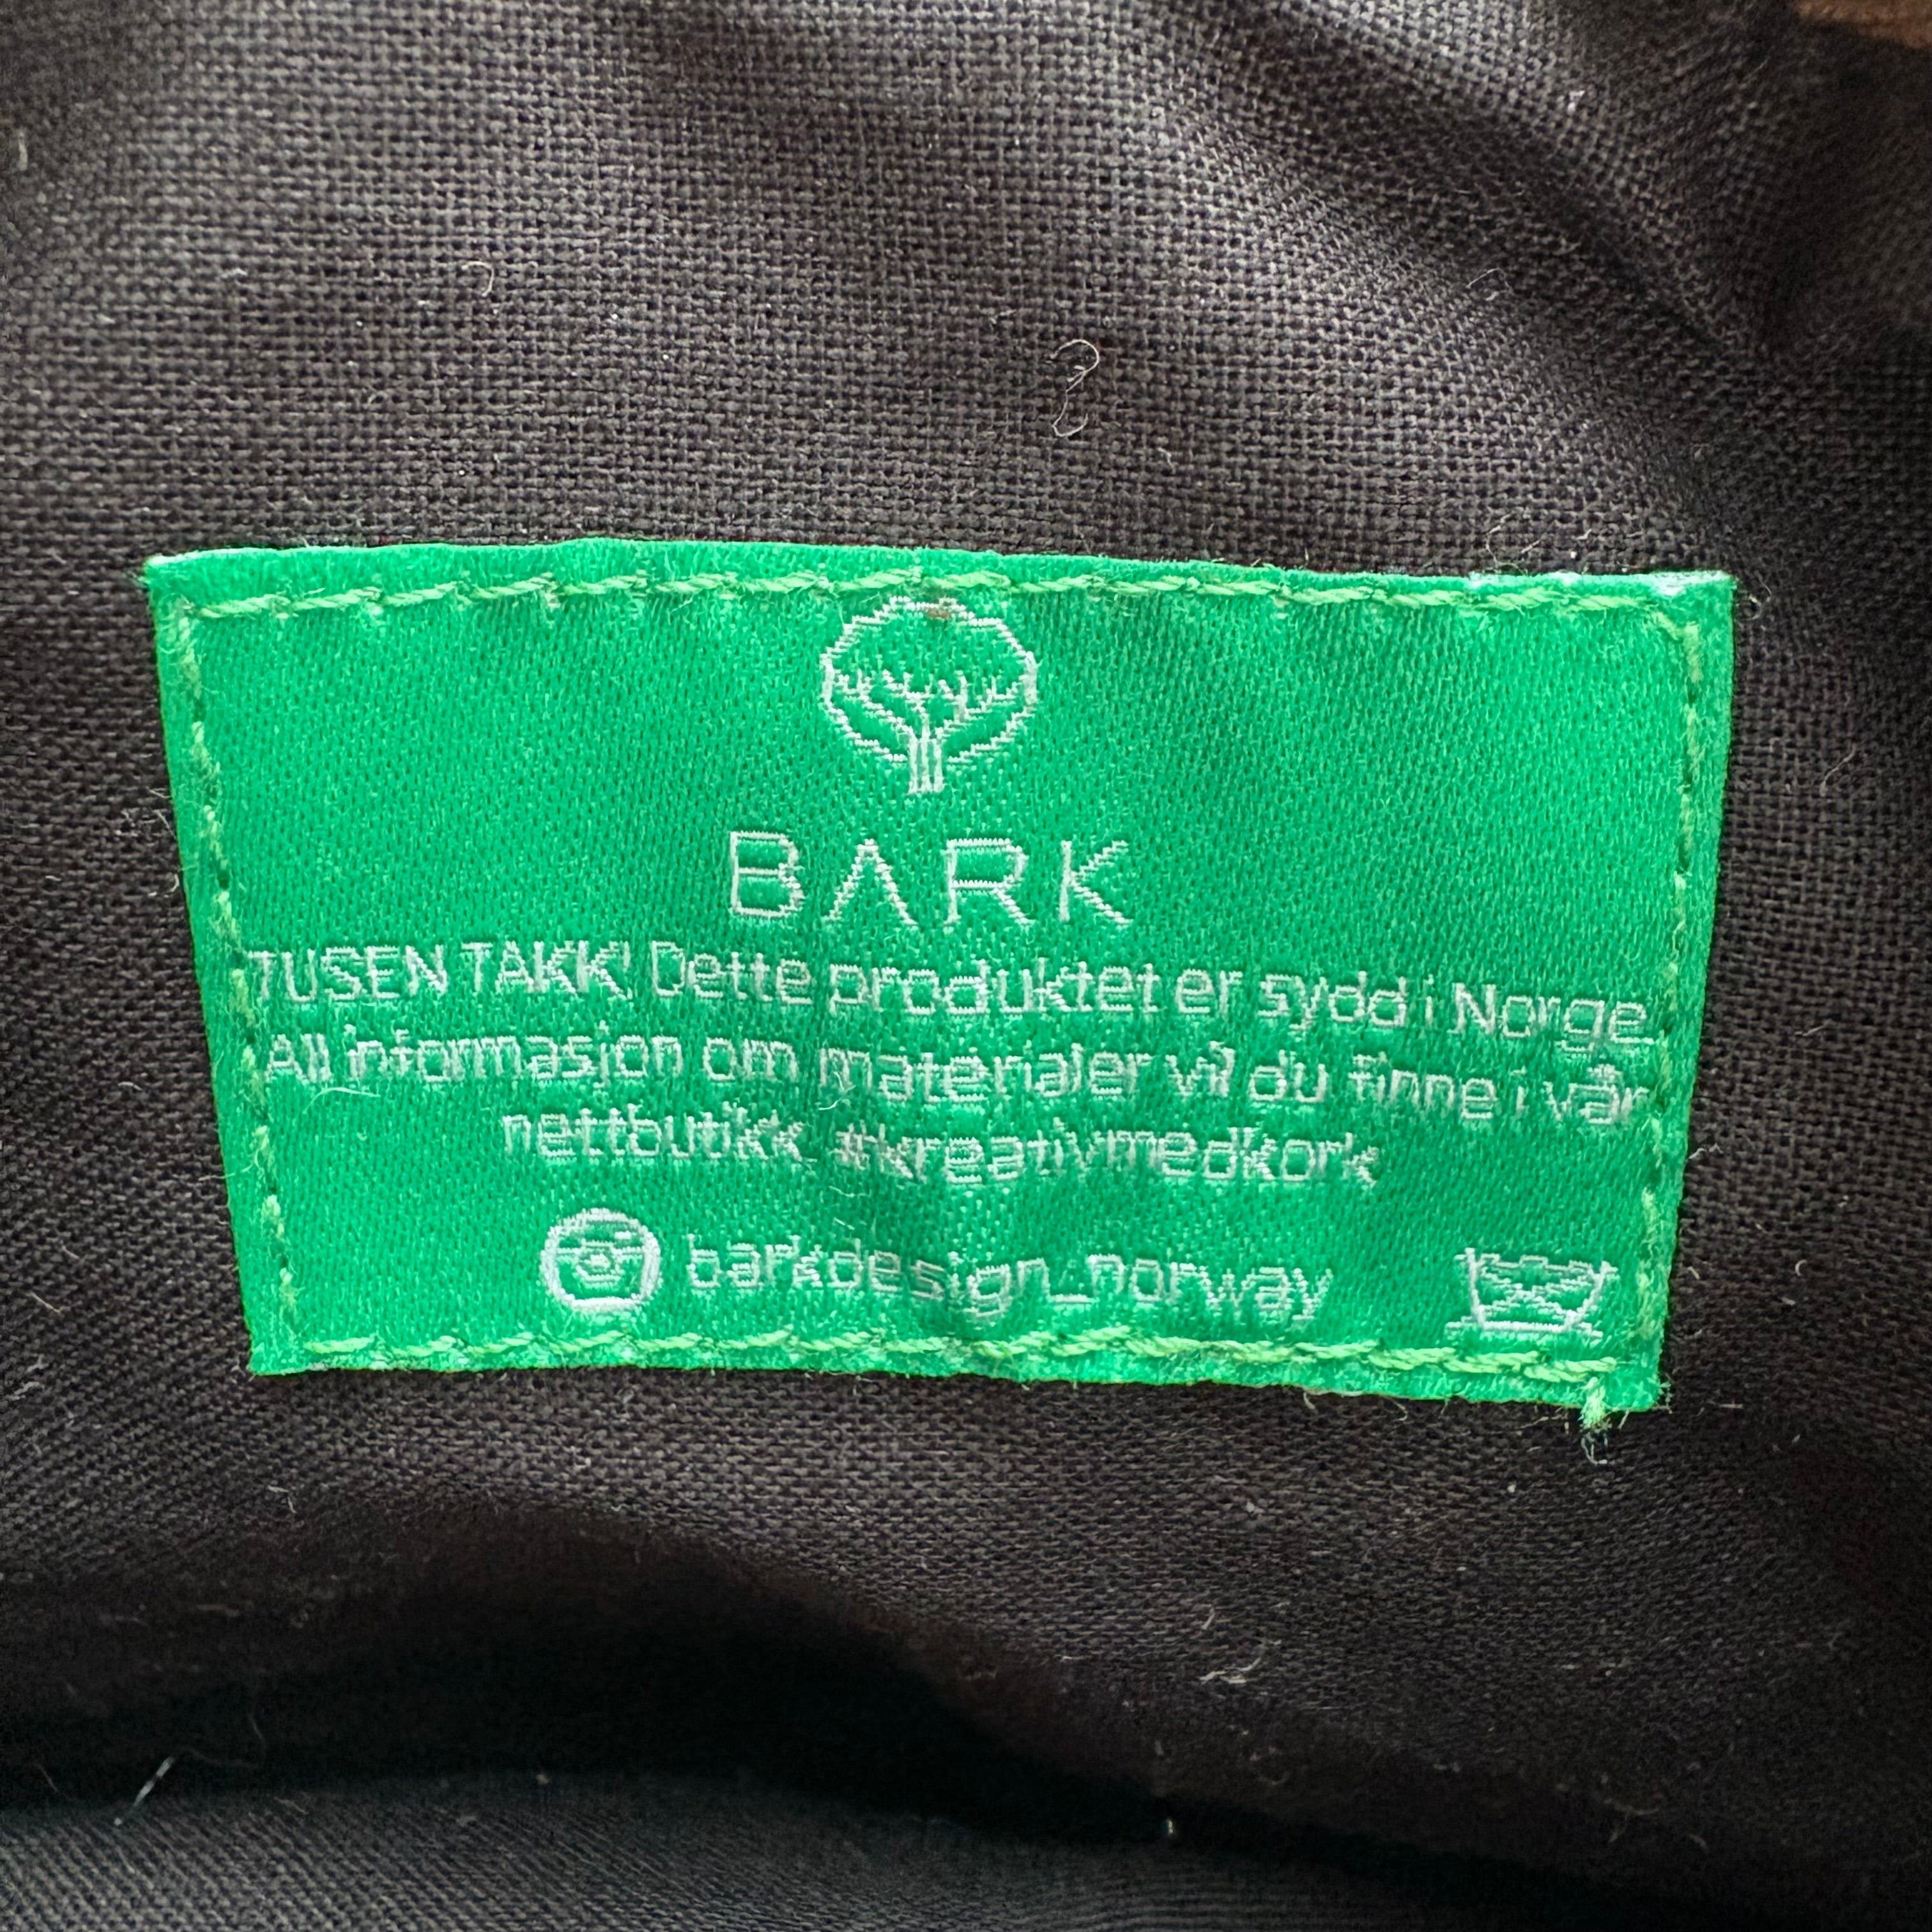 BARK
TUSEN TAKK! Dette produktet er sydd i Norge.
All informasjon om materialer vil du finne i vår
nettbutikk. #kreativmedkork
barkdesign_norway